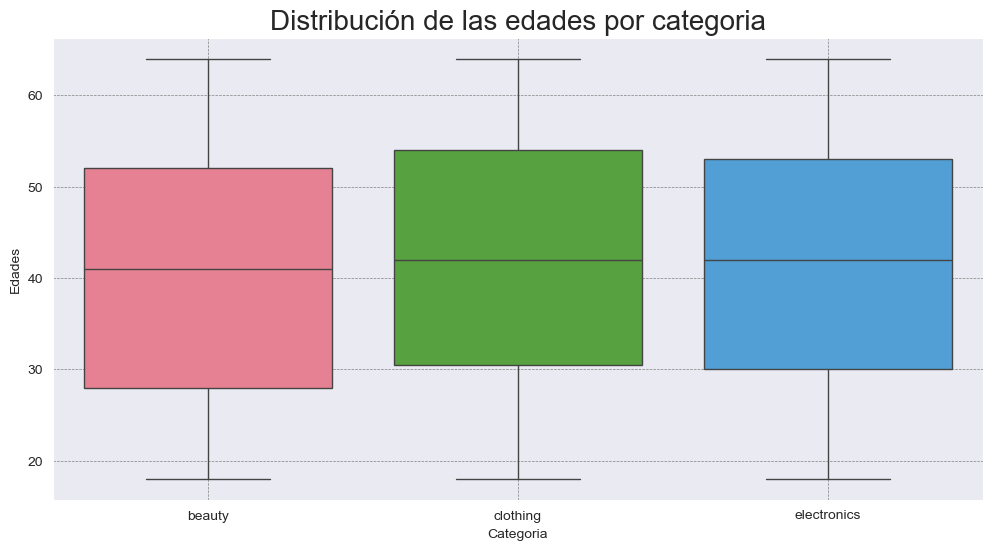 Distribución de las edades por categoria
60
50
40
30
20
Edades
beauty clothing electronics
Categoria